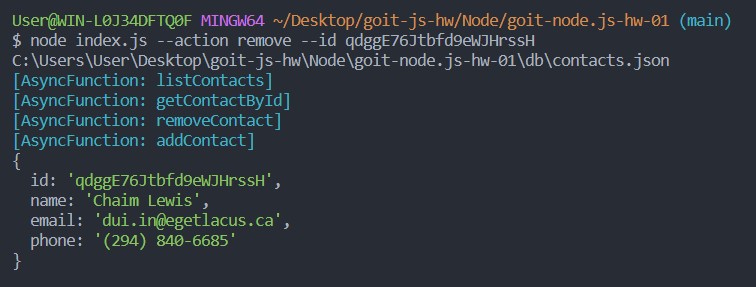 User@WIN-L0J34DFTQ0F MINGW64 ~/Desktop/goit-js-hw/Node/goit-node.js-hw-01 (main)
$ node index.js --action remove --id qdggE76Jtbfd9eWJHrssH
C:\Users\User\Desktop\goit-js-hw\Node\goit-node.js-hw-01\db\contacts.json
[AsyncFunction: listContacts]
[AsyncFunction: getContactById]
[AsyncFunction: removeContact]
[AsyncFunction: addContact]
{
  id: 'qdggE76Jtbfd9eWJHrssH',
  name: 'Chaim Lewis',
  email: 'dui.in@egetlacus.ca',
  phone: '(294) 840-6685'
}